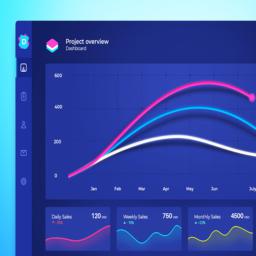 Project overview
Dashboard
600
400
200
0
Jan Feb Mar Apr May Jun July
Daily Sales 120
Weekly Sales 750
Monthly Sales 4500